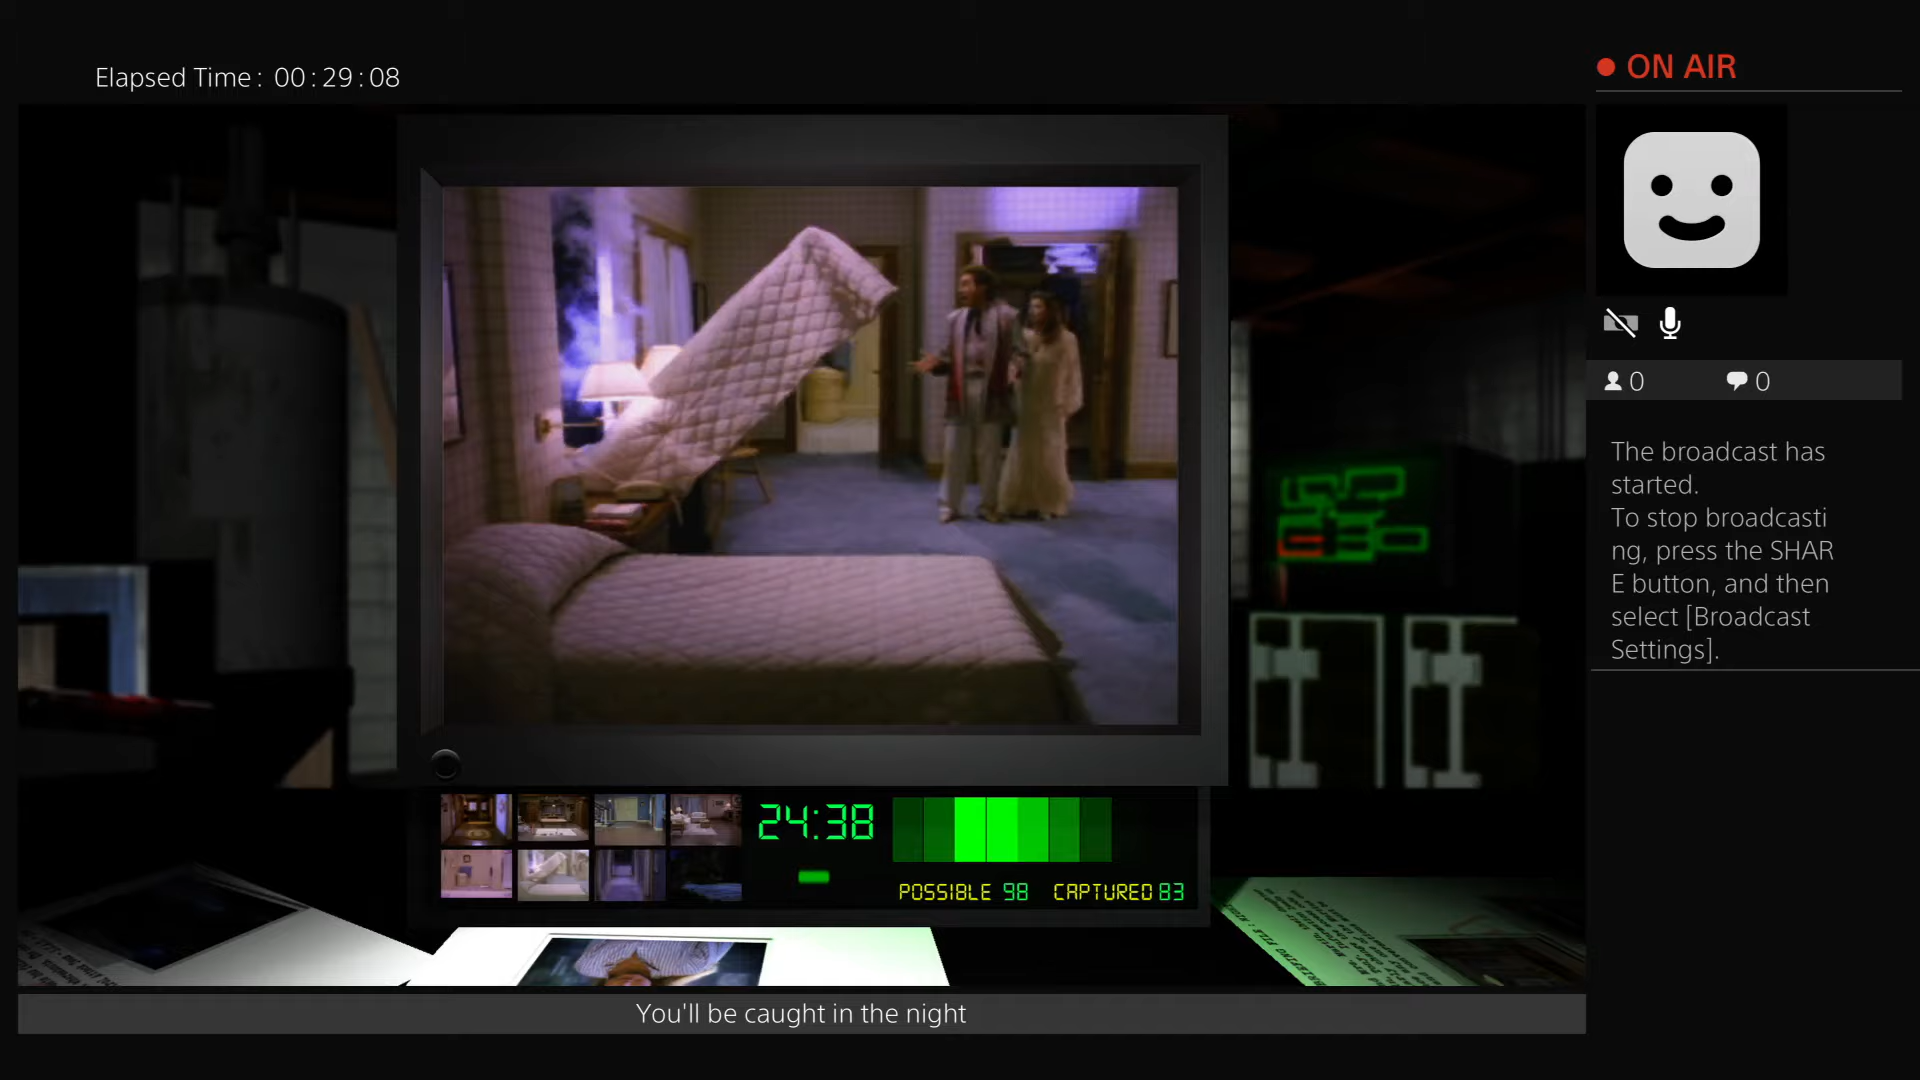 Elapsed Time: 00:29:08
ON AIR
0
0
The broadcast has
started.
To stop broadcasti
ng, press the SHAR
E button, and then
select [Broadcast
Settings].
24:38
POSSIBLE 98 CAPTURED 83
You'll be caught in the night